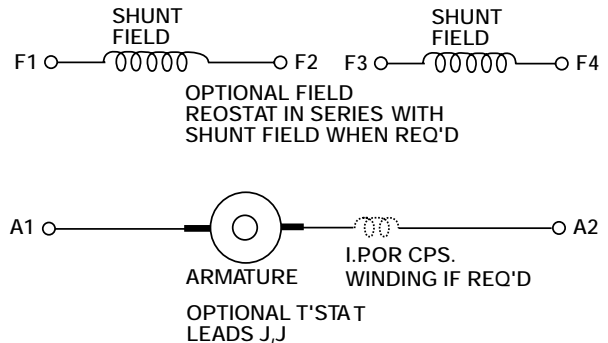 SHUNT
FIELD
SHUNT
FIELD
F1
F2
F3
F4
OPTIONAL FIELD
REOSTAT IN SERIES WITH
SHUNT FIELD WHEN REQ'D
A1
A2
ARMATURE
I.P.OR CPS.
WINDING IF REQ'D
OPTIONAL T'STAT
LEADS J,J